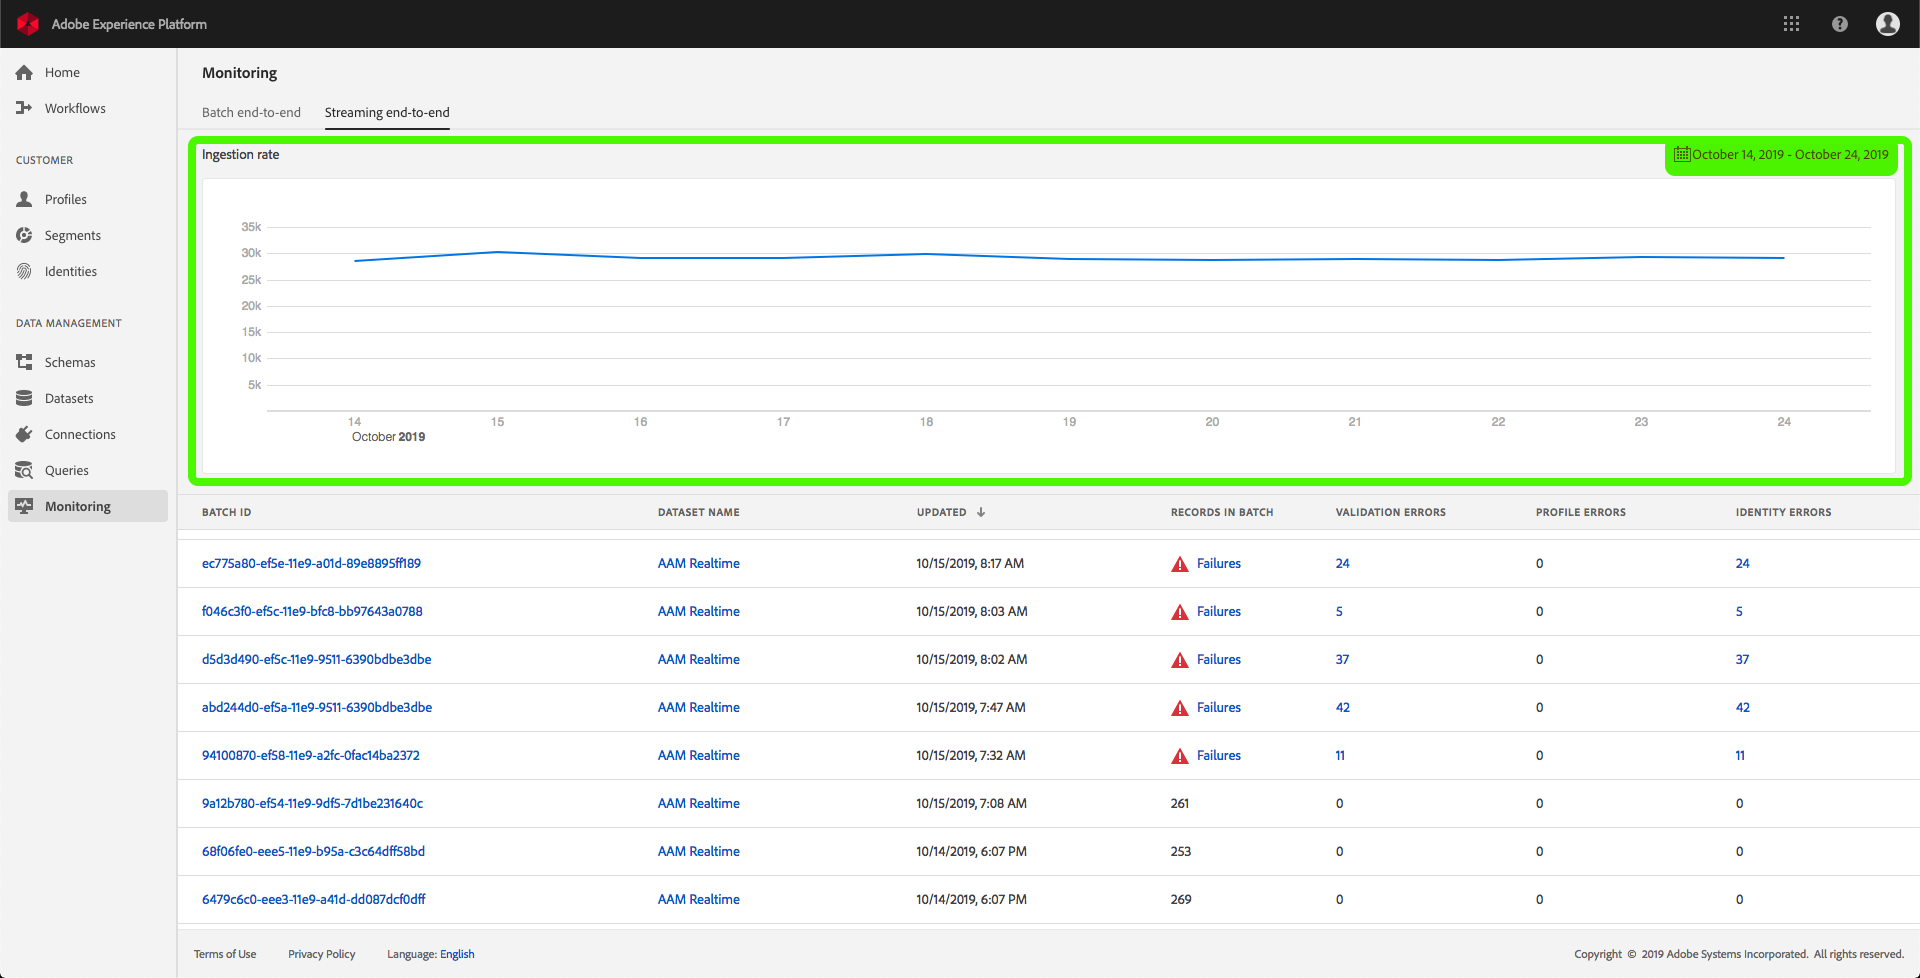 Adobe Experience Platform
Home
Workflows
CUSTOMER
Profiles
Segments
Identities
DATA MANAGEMENT
Schemas
Datasets
Connections
Queries
Monitoring
Monitoring
Batch end-to-end Streaming end-to-end
Ingestion rate
October 14, 2019 - October 24, 2019
35k
30k
25k
20k
15k
10k
5k
14 15 16 17 18 19 20 21 22 23 24
October 2019
BATCH ID DATASET NAME UPDATED RECORDS IN BATCH VALIDATION ERRORS PROFILE ERRORS IDENTITY ERRORS
ec775a80-ef5e-11e9-a01d-89e8895ff189 AAM Realtime 10/15/2019, 8:17 AM Failures 24 0 24
f046c3f0-ef5c-11e9-bfc8-bb97643a0788 AAM Realtime 10/15/2019, 8:03 AM Failures 5 0 5
d5d3d490-ef5c-11e9-9511-6390bdbe3dbe AAM Realtime 10/15/2019, 8:02 AM Failures 37 0 37
abd244d0-ef5a-11e9-9511-6390bdbe3dbe AAM Realtime 10/15/2019, 7:47 AM Failures 42 0 42
94100870-ef58-11e9-a2fc-0fac14ba2372 AAM Realtime 10/15/2019, 7:32 AM Failures 11 0 11
9a12b780-ef54-11e9-9df5-7d1be231640c AAM Realtime 10/15/2019, 7:08 AM 261 0 0 0
68f06fe0-eee5-11e9-b95a-c3c64dff58bd AAM Realtime 10/14/2019, 6:07 PM 253 0 0 0
6479c6c0-eee3-11e9-a41d-dd087dcf0dff AAM Realtime 10/14/2019, 6:07 PM 269 0 0 0
Terms of Use Privacy Policy Language: English Copyright © 2019 Adobe Systems Incorporated. All rights reserved.